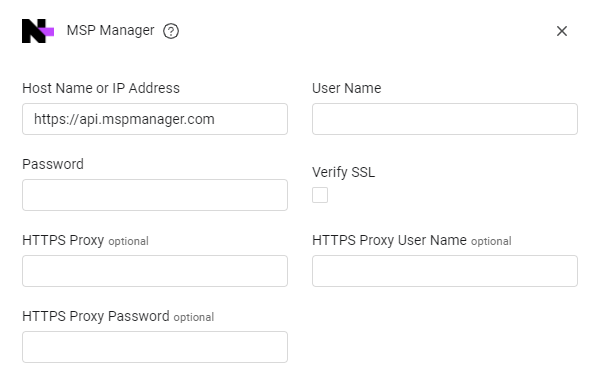 MSP Manager
Host Name or IP Address
User Name
https://api.mspmanager.com
Password
Verify SSL
HTTPS Proxy optional
HTTPS Proxy User Name optional
HTTPS Proxy Password optional